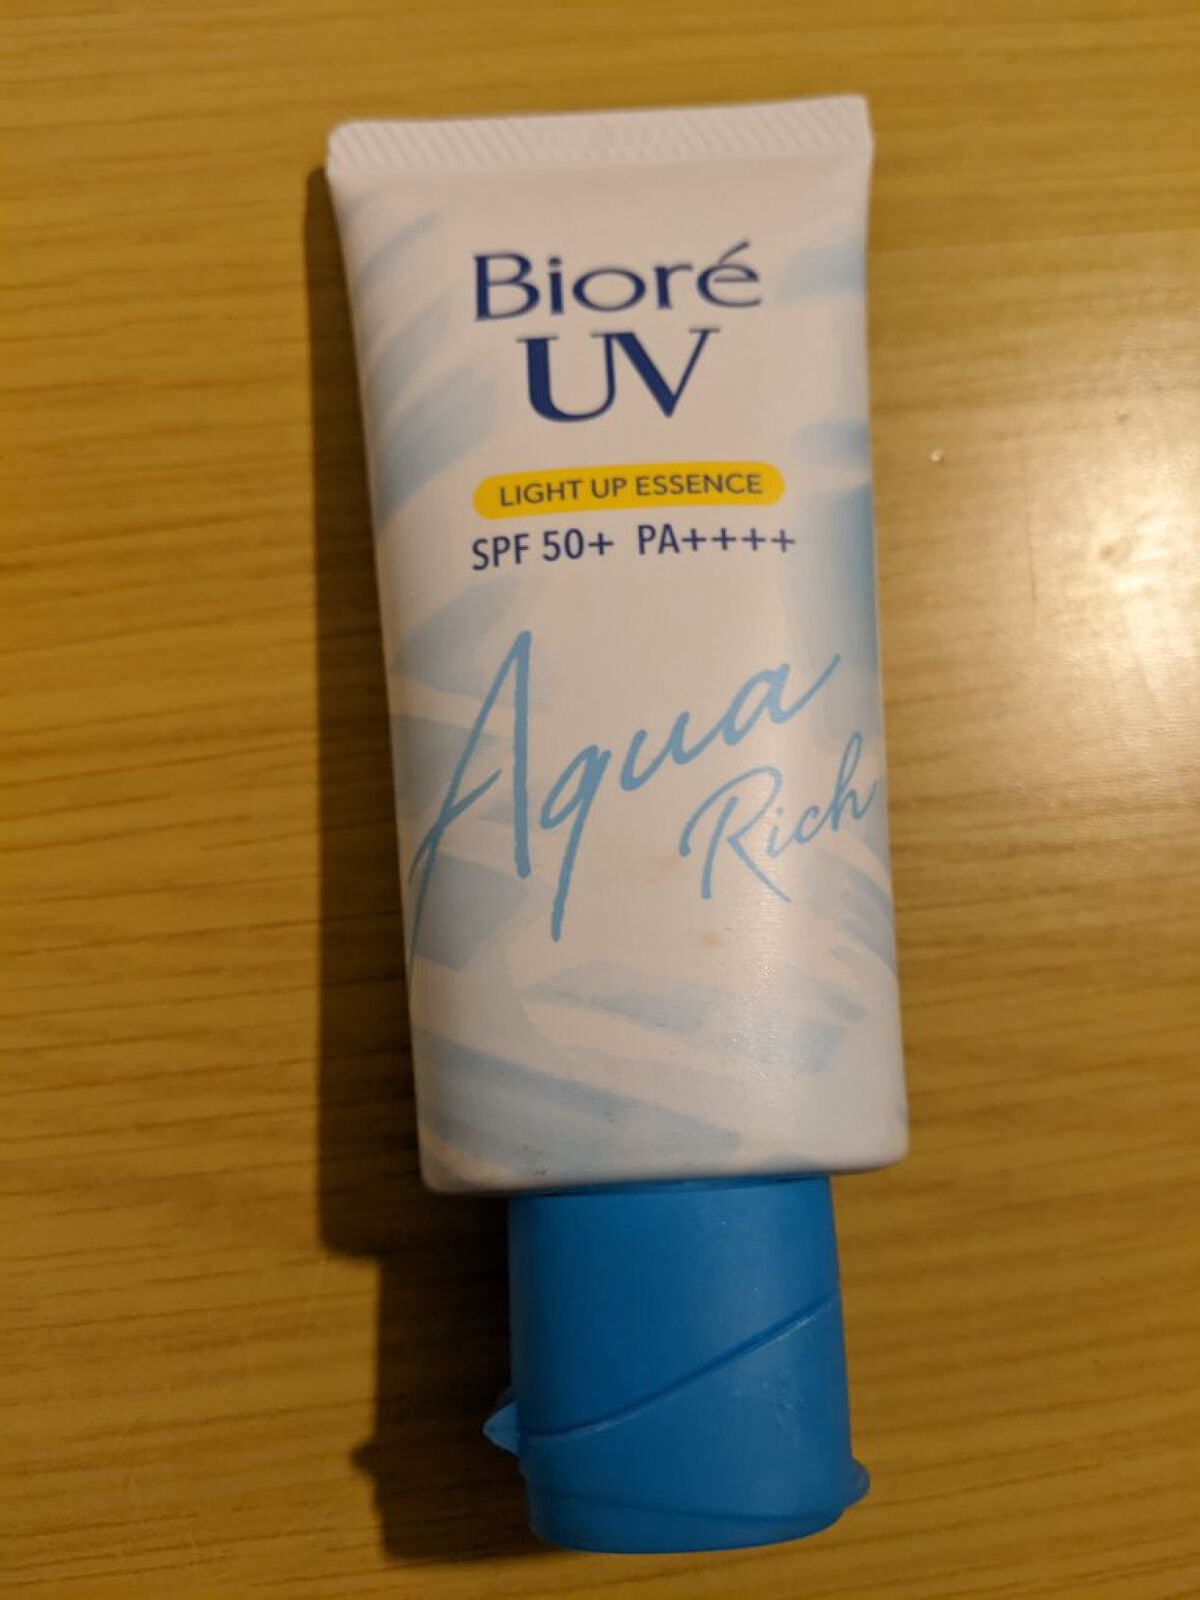 Bioré
UV
LIGHT UP ESSENCE
SPF 50+ PA++++
Aqua
Rich